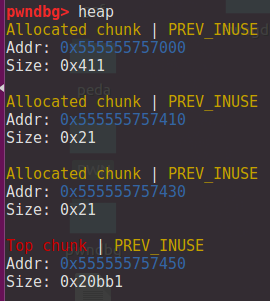 pwndbg> heap
Allocated chunk | PREV_INUSE
Addr: 0x555555757000
Size: 0x411
Allocated chunk | PREV_INUSE
Addr: 0x555555757410
Size: 0x21
Allocated chunk | PREV_INUSE
Addr: 0x555555757430
Size: 0x21
Top chunk | PREV_INUSE
Addr: 0x555555757450
Size: 0x20bb1